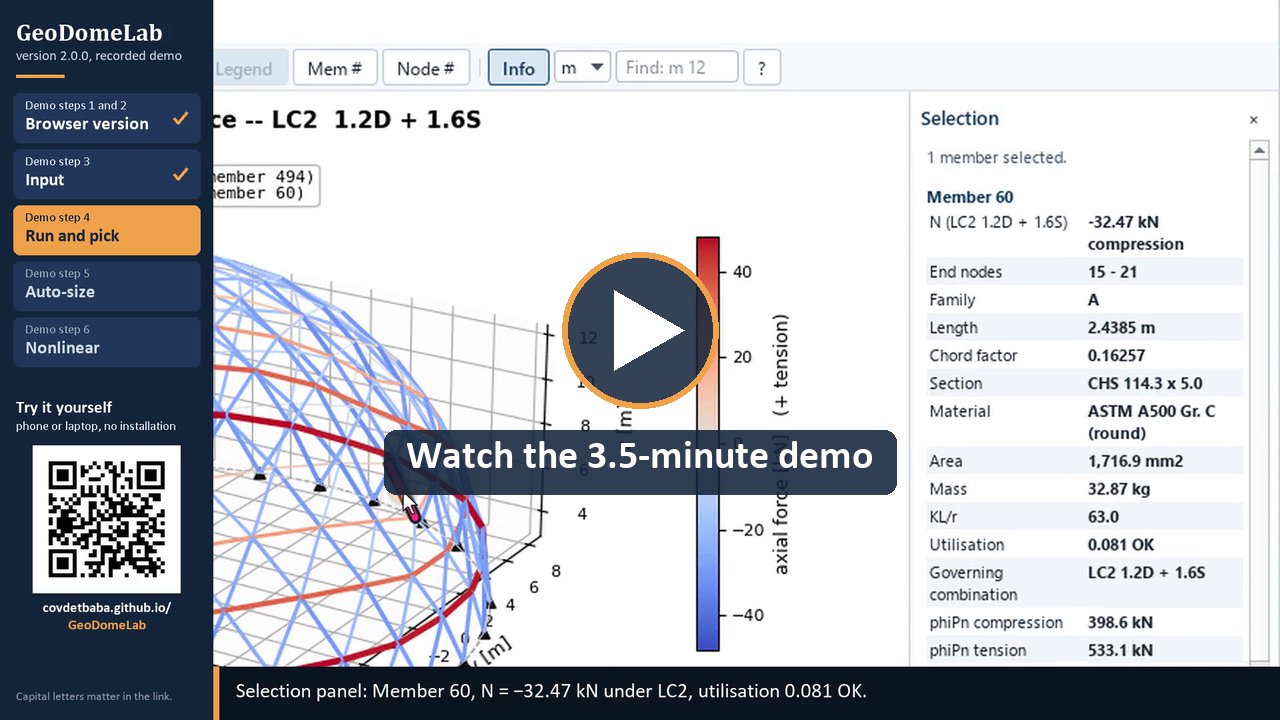 GeoDomeLab
version 2.0.0, recorded demo
Demo steps 1 and 2
Browser version
Demo step 3
Input
Demo step 4
Run and pick
Demo step 5
Auto-size
Demo step 6
Nonlinear
Try it yourself
phone or laptop, no installation
covdetbaba.github.io/
GeoDomeLab
Capital letters matter in the link.
Legend
Mem #
Node #
Info
m
Find: m 12
?
ce -- LC2 1.2D + 1.6S
member 494)
member 60)
12
8
6
4
8
6
4
2
0
−2
[m]
40
20
−20
−40
axial force [kN] (+ tension)
Watch the 3.5-minute demo
Selection
×
1 member selected.
Member 60
N (LC2 1.2D + 1.6S) -32.47 kN
compression
End nodes 15 - 21
Family A
Length 2.4385 m
Chord factor 0.16257
Section CHS 114.3 x 5.0
Material ASTM A500 Gr. C
(round)
Area 1,716.9 mm2
Mass 32.87 kg
KL/r 63.0
Utilisation 0.081 OK
Governing LC2 1.2D + 1.6S
combination
phiPn compression 398.6 kN
phiPn tension 533.1 kN
Selection panel: Member 60, N = −32.47 kN under LC2, utilisation 0.081 OK.